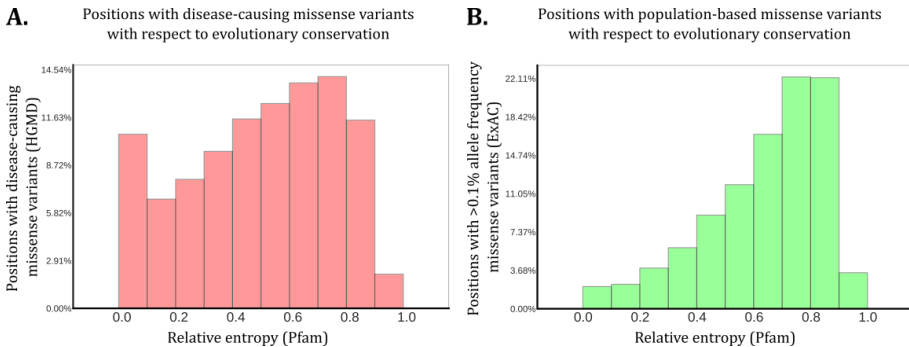 A.
Positions with disease-causing missense variants
with respect to evolutionary conservation
Positions with disease-causing
missense variants (HGMD)
14.54%
11.63%
8.72%
5.82%
2.91%
0.00%
0.0
0.2
0.4
0.6
0.8
1.0
Relative entropy (Pfam)
B.
Positions with population-based missense variants
with respect to evolutionary conservation
Positions with >0.1% allele frequency
missense variants (ExAC)
22.11%
18.42%
14.74%
11.05%
7.37%
3.68%
0.00%
0.0
0.2
0.4
0.6
0.8
1.0
Relative entropy (Pfam)